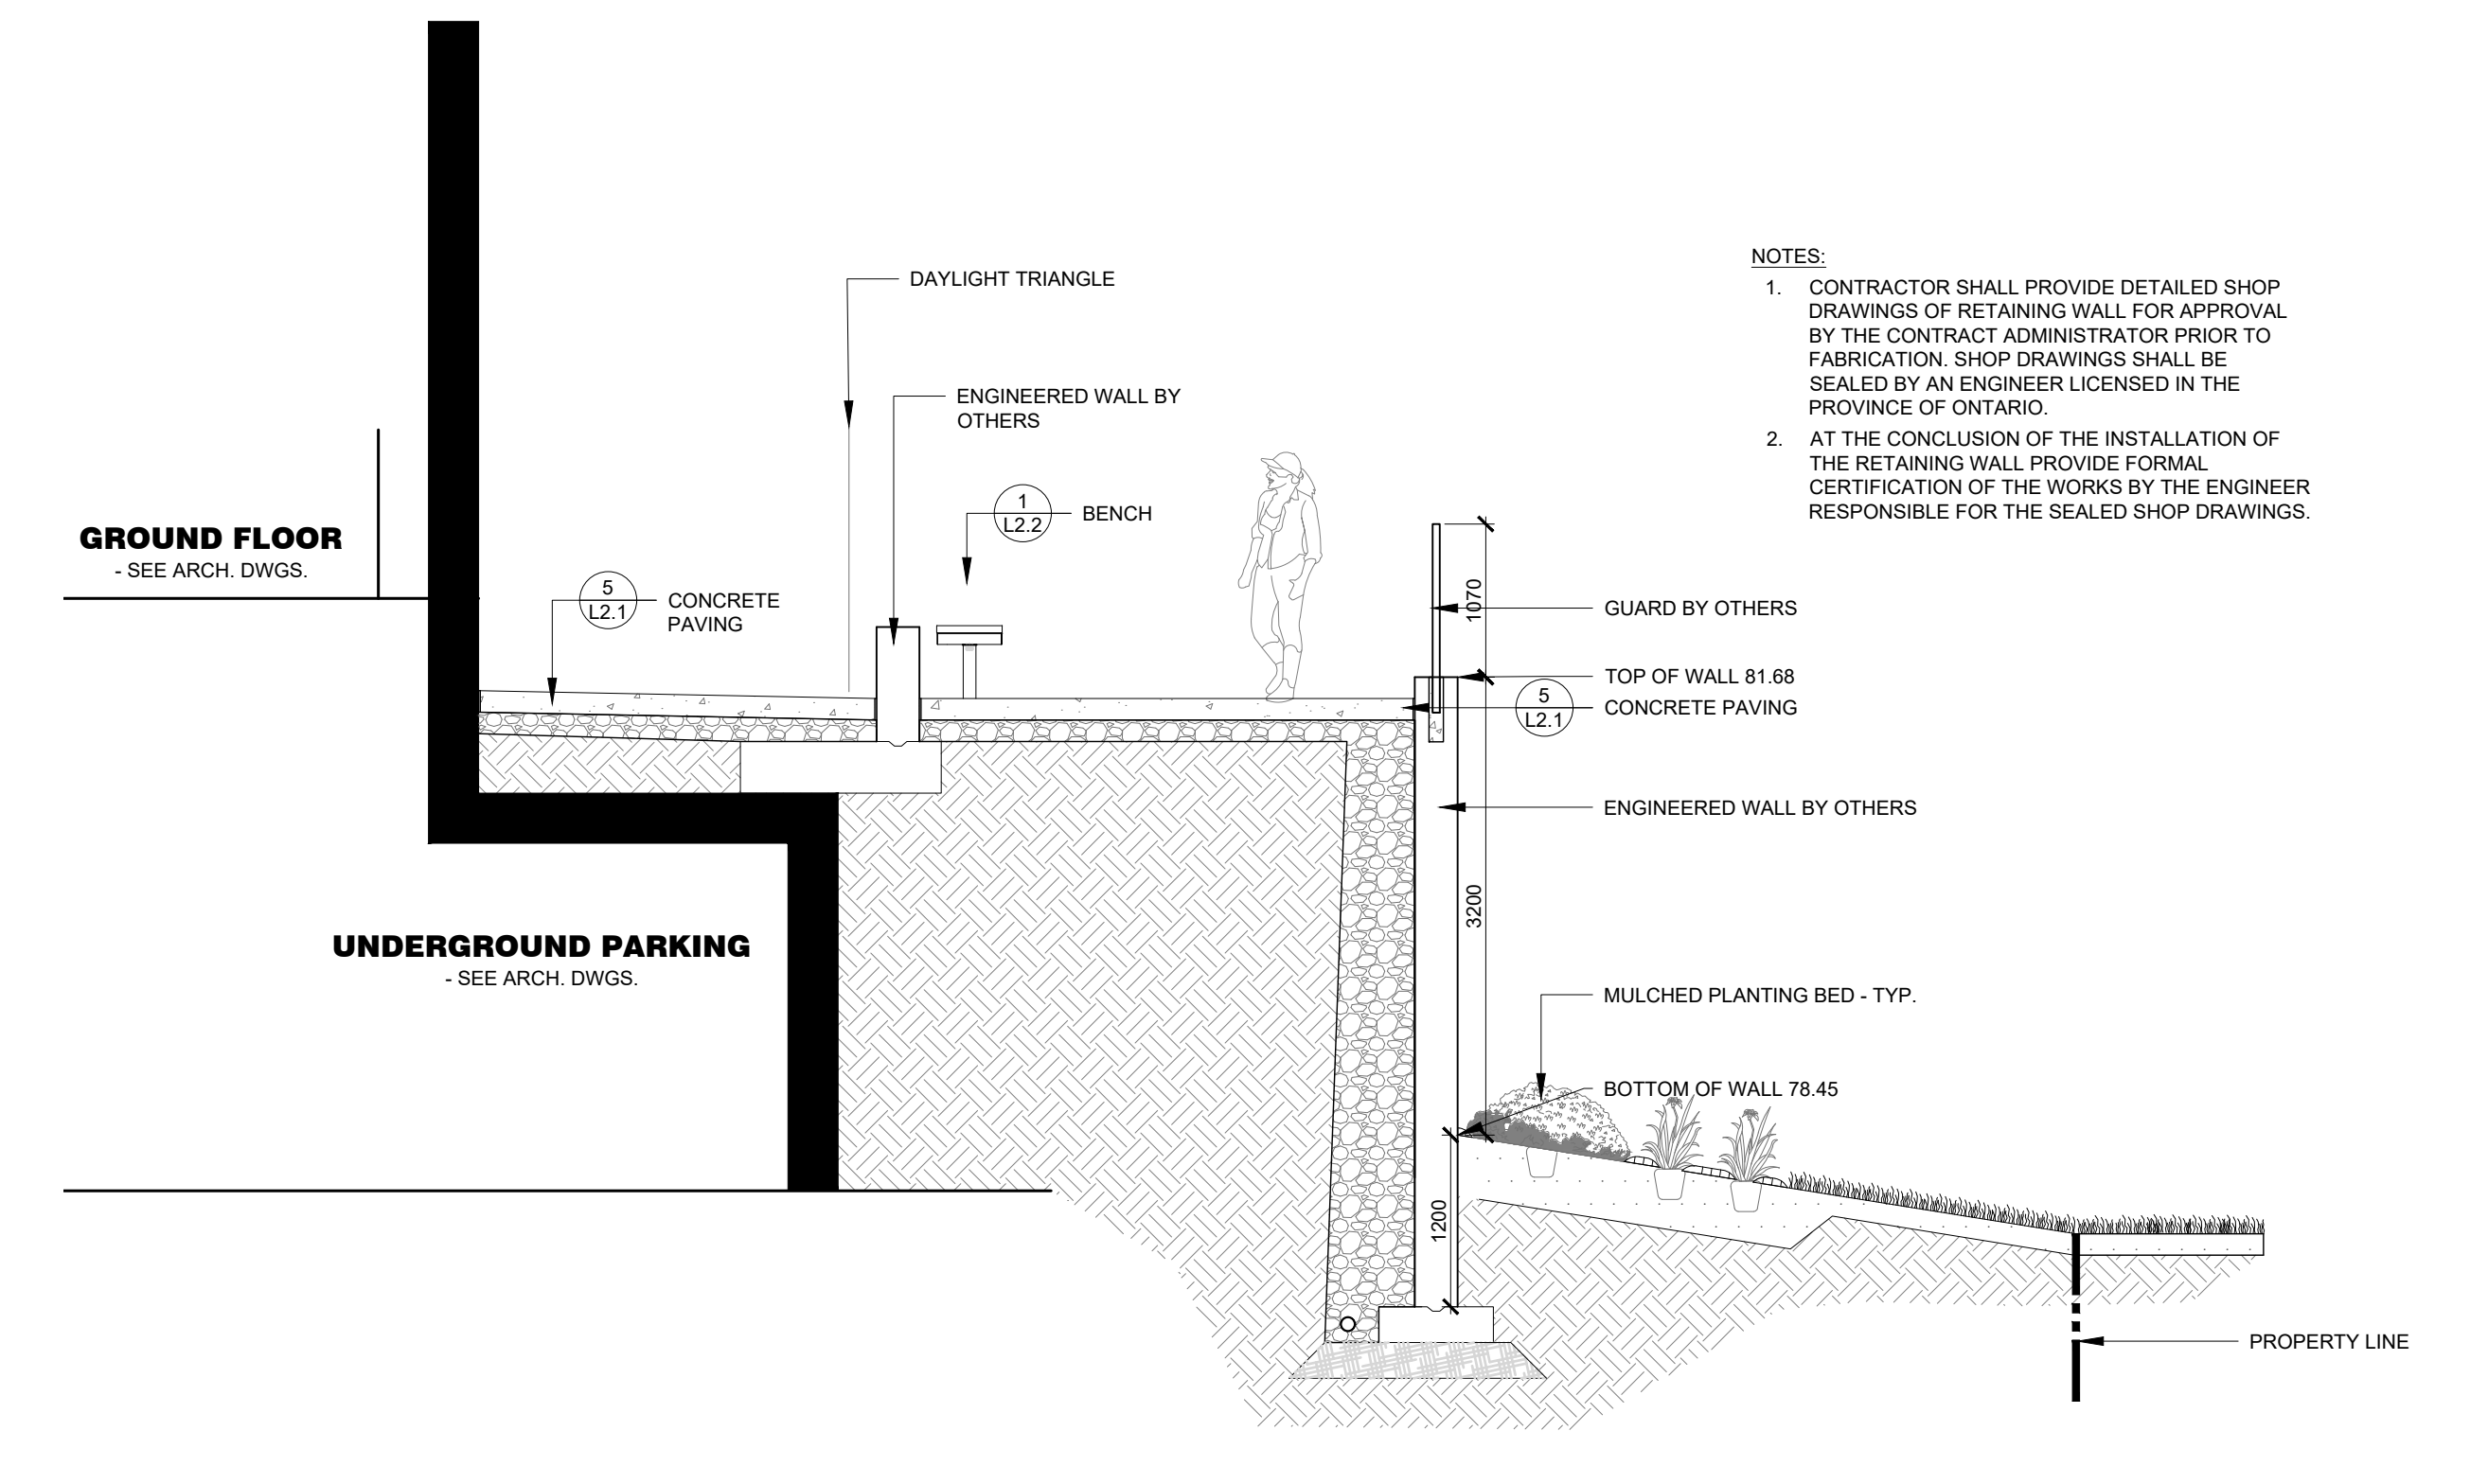 DAYLIGHT TRIANGLE
ENGINEERED WALL BY
OTHERS
1
L2.2
BENCH
GROUND FLOOR
- SEE ARCH. DWGS.
5
L2.1
CONCRETE
PAVING
NOTES:
1. CONTRACTOR SHALL PROVIDE DETAILED SHOP
DRAWINGS OF RETAINING WALL FOR APPROVAL
BY THE CONTRACT ADMINISTRATOR PRIOR TO
FABRICATION. SHOP DRAWINGS SHALL BE
SEALED BY AN ENGINEER LICENSED IN THE
PROVINCE OF ONTARIO.
2. AT THE CONCLUSION OF THE INSTALLATION OF
THE RETAINING WALL PROVIDE FORMAL
CERTIFICATION OF THE WORKS BY THE ENGINEER
RESPONSIBLE FOR THE SEALED SHOP DRAWINGS.
1070
GUARD BY OTHERS
TOP OF WALL 81.68
5
L2.1
CONCRETE PAVING
ENGINEERED WALL BY OTHERS
3200
UNDERGROUND PARKING
- SEE ARCH. DWGS.
MULCHED PLANTING BED - TYP.
BOTTOM OF WALL 78.45
1200
PROPERTY LINE